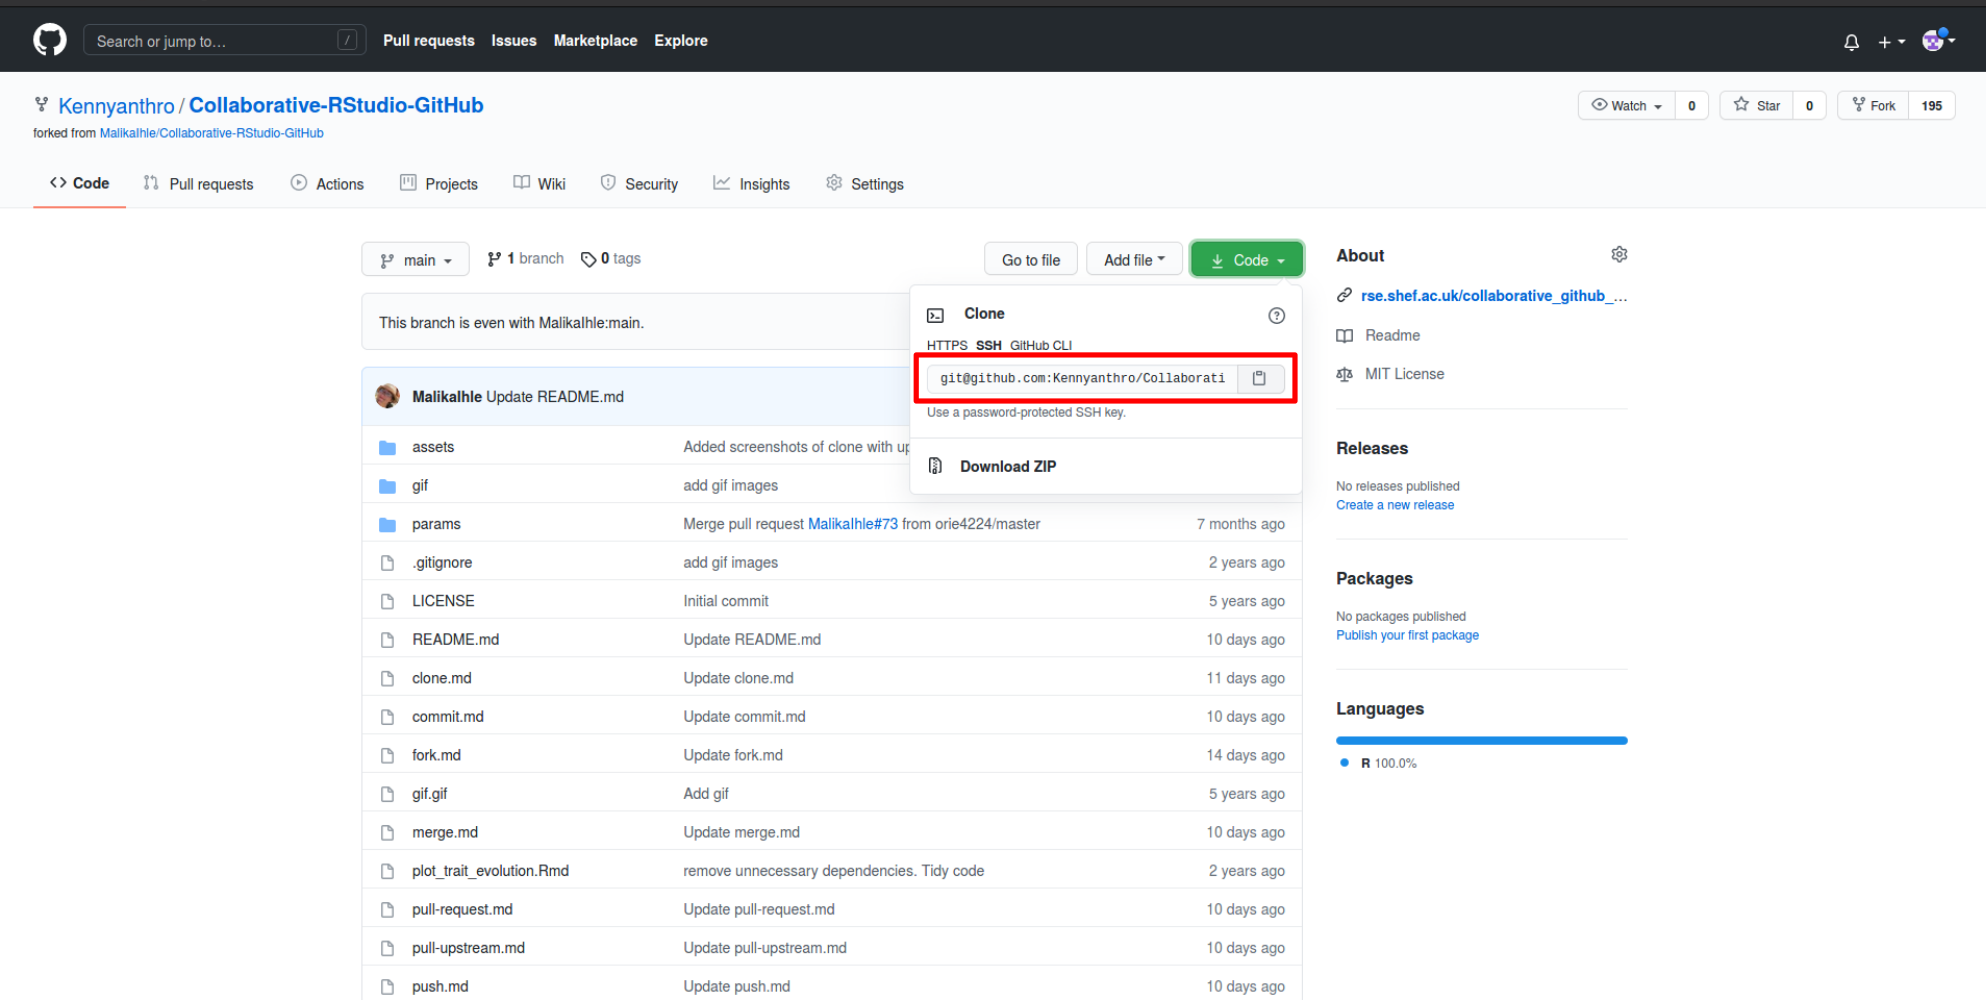 Search or jump to… /
Pull requests Issues Marketplace Explore
Kennyanthro / Collaborative-RStudio-GitHub
Watch 0 Star 0 Fork 195
forked from MalikaIhle/Collaborative-RStudio-GitHub
Code Pull requests Actions Projects Wiki Security Insights Settings
main 1 branch 0 tags Go to file Add file Code
This branch is even with MalikaIhle:main.
Clone
HTTPS SSH GitHub CLI
git@github.com:Kennyanthro/Collaborati
Use a password-protected SSH key.
Download ZIP
MalikaIhle Update README.md
assets Added screenshots of clone with up
gif add gif images
params Merge pull request MalikaIhle#73 from orie4224/master 7 months ago
.gitignore add gif images 2 years ago
LICENSE Initial commit 5 years ago
README.md Update README.md 10 days ago
clone.md Update clone.md 11 days ago
commit.md Update commit.md 10 days ago
fork.md Update fork.md 14 days ago
gif.gif Add gif 5 years ago
merge.md Update merge.md 10 days ago
plot_trait_evolution.Rmd remove unnecessary dependencies. Tidy code 2 years ago
pull-request.md Update pull-request.md 10 days ago
pull-upstream.md Update pull-upstream.md 10 days ago
push.md Update push.md 10 days ago
About
rse.shef.ac.uk/collaborative_github_…
Readme
MIT License
Releases
No releases published
Create a new release
Packages
No packages published
Publish your first package
Languages
R 100.0%